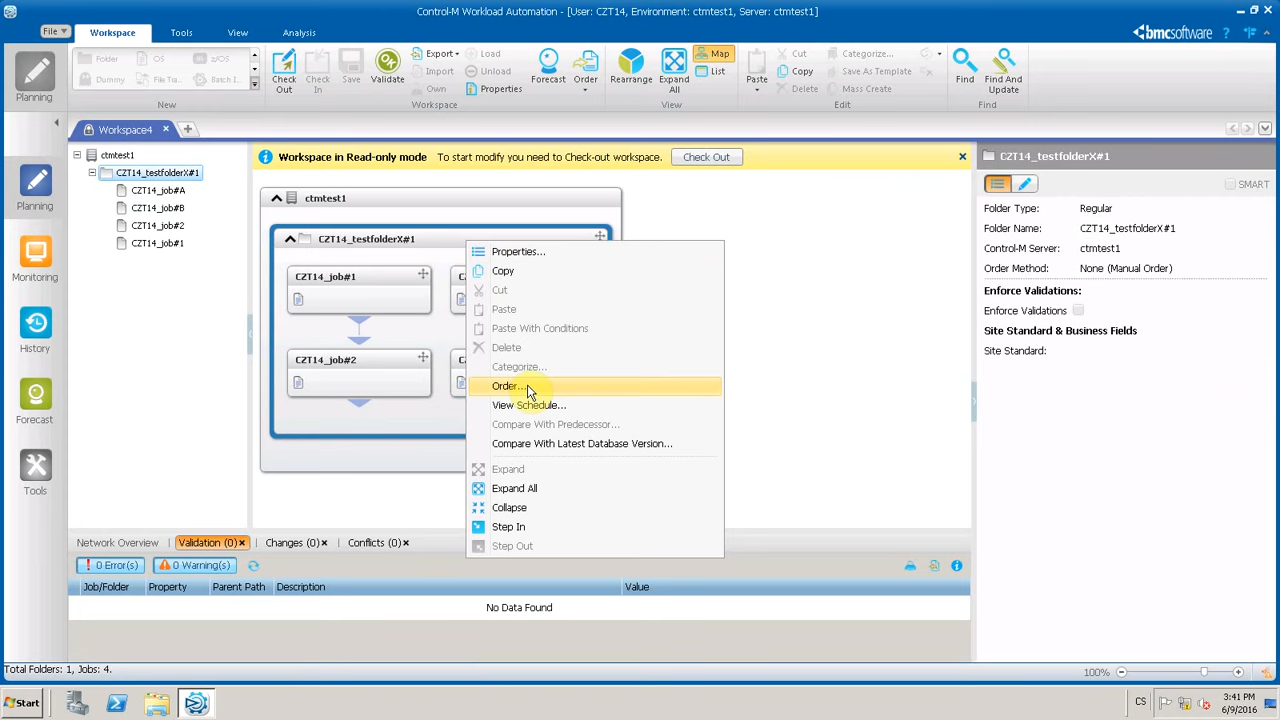 Control-M Workload Automation - [User: CZT14, Environment: ctmtest1, Server: ctmtest1]
File
Workspace
Tools
View
Analysis
bmcsoftware
?
Planning
Folder
OS
z/OS
Dummy
File Ta..
Batch I...
New
Check Out
Check In
Save
Validate
Export
Import
Own
Load
Unload
Properties
Workspace
Forecast
Order
Rearrange
Expand All
Map
List
View
Paste
Cut
Copy
Delete
Categorize...
Save As Template
Mass Create
Edit
Find
Find And Update
Find
Workspace4
Planning
Monitoring
History
Forecast
Tools
ctmtest1
CZT14_testfolderX#1
CZT14_job#A
CZT14_job#B
CZT14_job#2
CZT14_job#1
Workspace in Read-only mode To start modify you need to Check-out workspace. Check Out
ctmtest1
CZT14_testfolderX#1
CZT14_job#1
CZT14_job#2
Properties...
Copy
Cut
Paste
Paste With Conditions
Delete
Categorize...
Order...
View Schedule...
Compare With Predecessor...
Compare With Latest Database Version...
Expand
Expand All
Collapse
Step In
Step Out
CZT14_testfolderX#1
SMART
Folder Type: Regular
Folder Name: CZT14_testfolderX#1
Control-M Server: ctmtest1
Order Method: None (Manual Order)
Enforce Validations:
Enforce Validations
Site Standard & Business Fields
Site Standard:
Network Overview Validation (0) Changes (0) Conflicts (0)
0 Error(s) 0 Warning(s)
Job/Folder Property Parent Path Description Value
No Data Found
Total Folders: 1, Jobs: 4.
100%
Start
CS
3:41 PM
6/9/2016